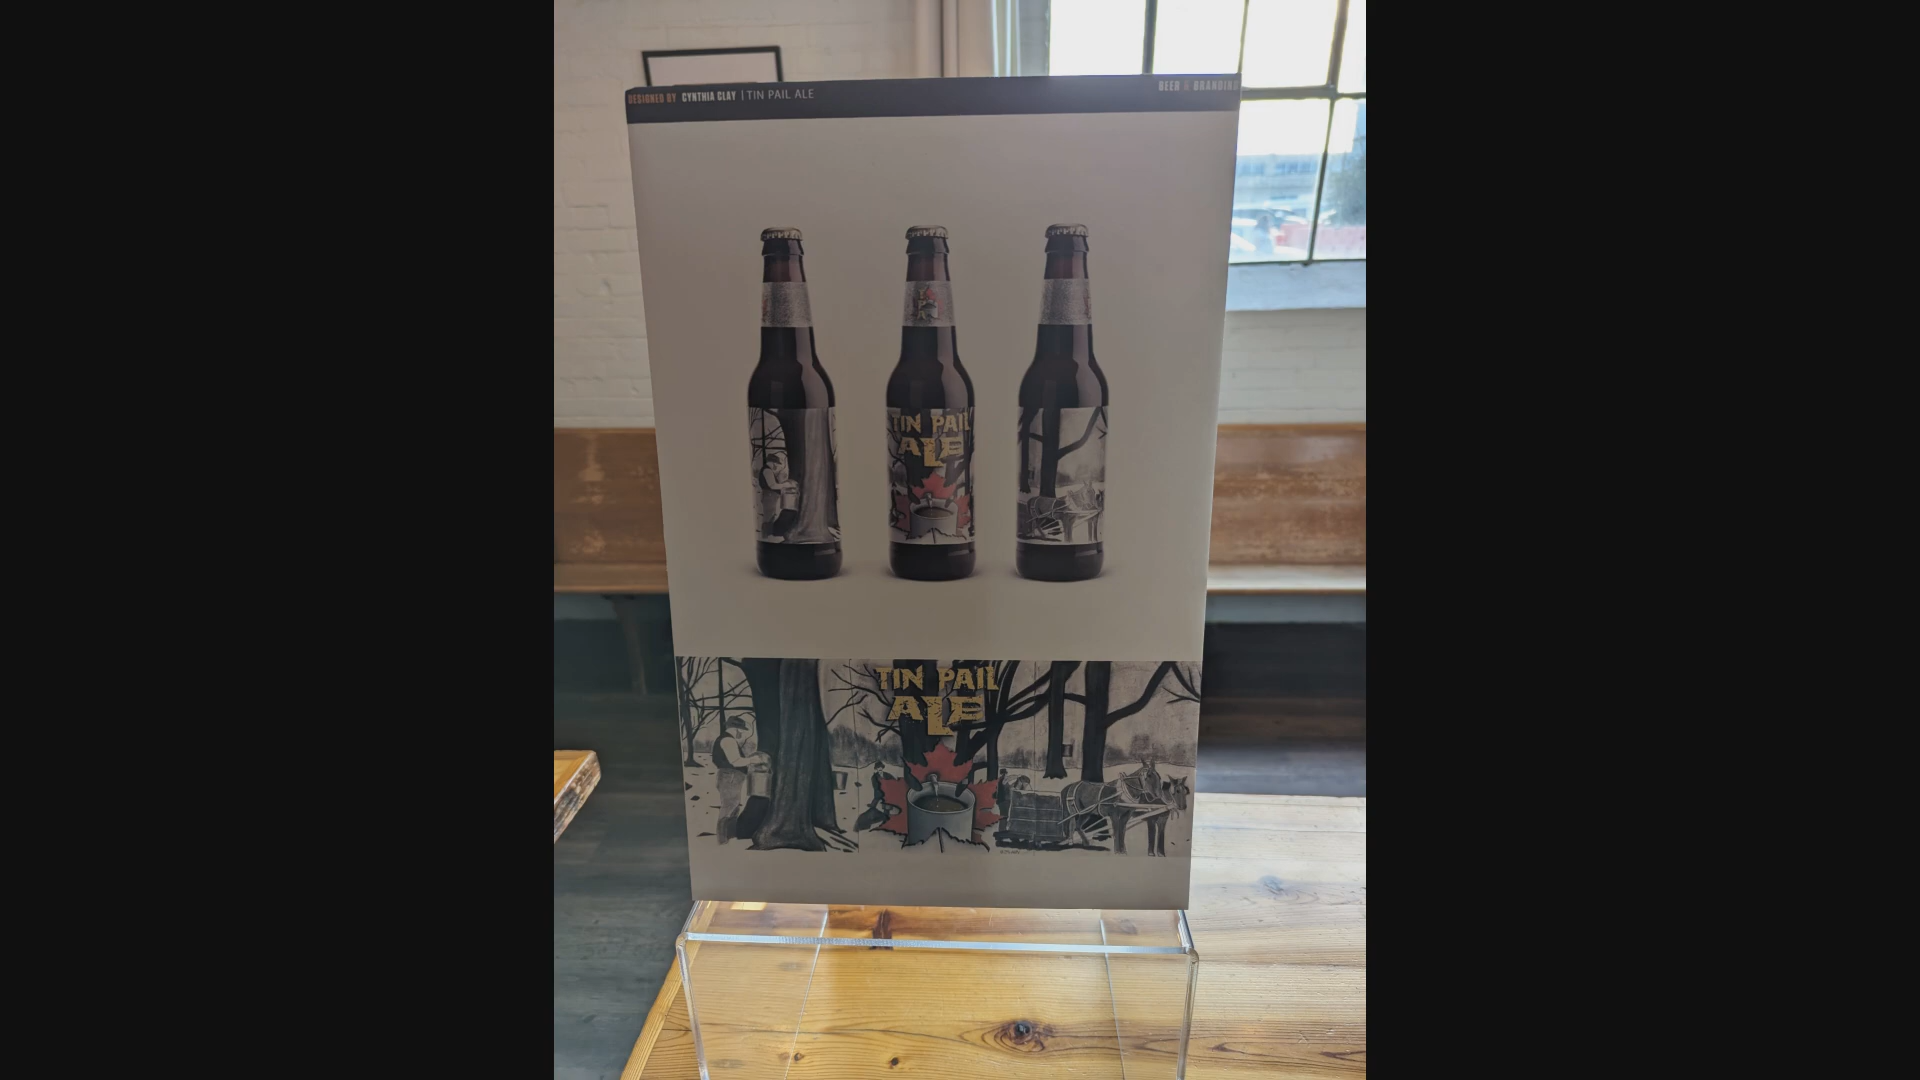 DESIGNED BY CYNTHIA CLAY | TIN PAIL ALE
BEER & BRANDING
TIN PAIL
ALE
TIN PAIL
ALE